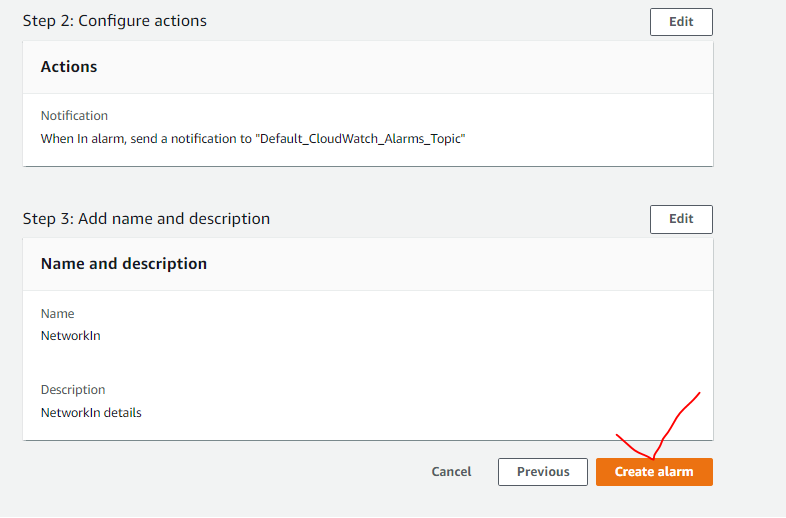 Step 2: Configure actions
Edit
Actions
Notification
When In alarm, send a notification to "Default_CloudWatch_Alarms_Topic"
Step 3: Add name and description
Edit
Name and description
Name
NetworkIn
Description
NetworkIn details
Cancel
Previous
Create alarm